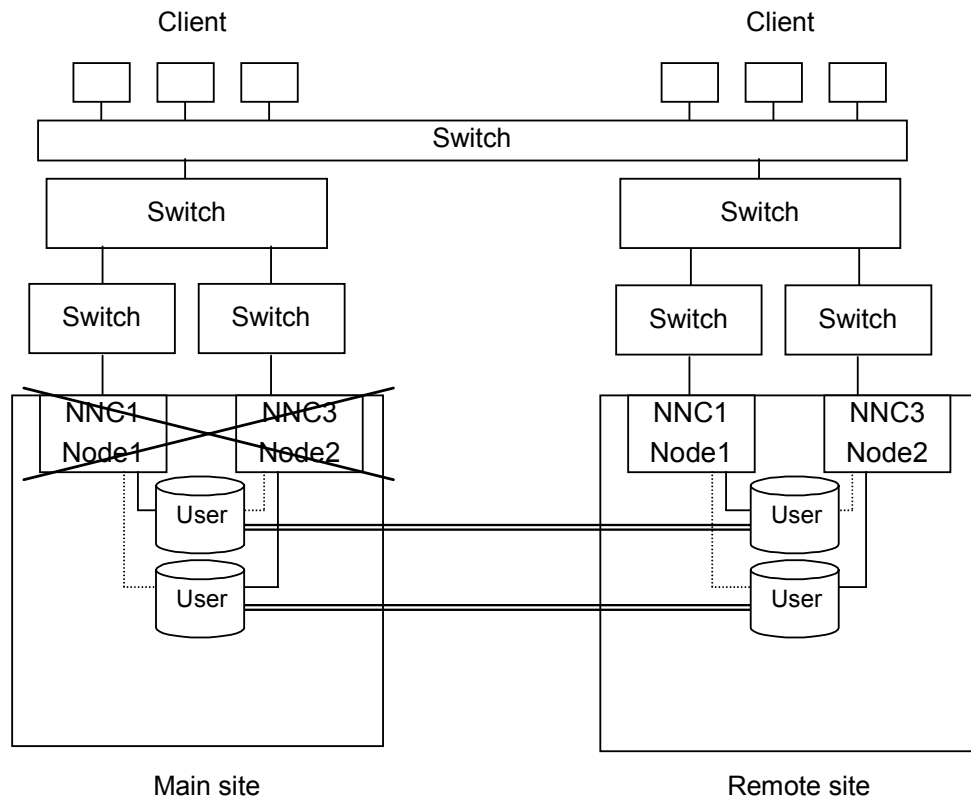 Client
Client
Switch
Switch
Switch
Switch
Switch
Switch
Switch
NNC1
Node1
NNC3
Node2
NNC1
Node1
NNC3
Node2
User
User
User
User
Main site
Remote site